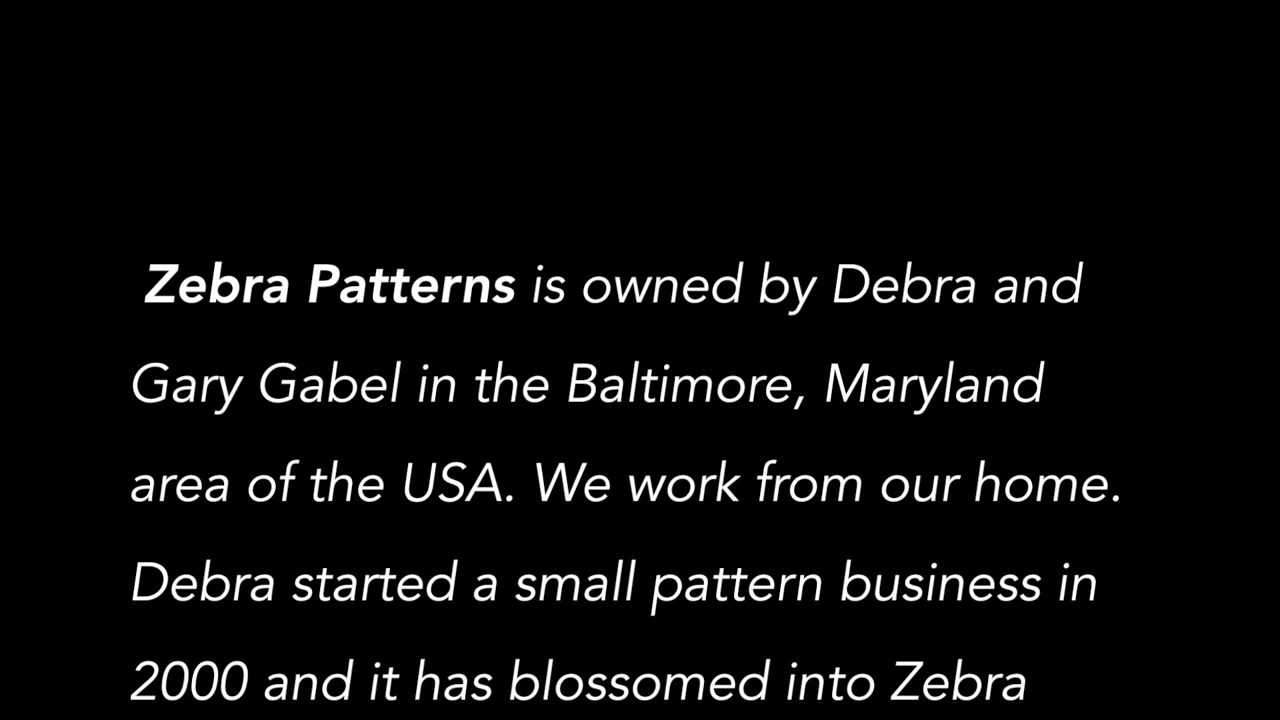 Zebra Patterns is owned by Debra and
Gary Gabel in the Baltimore, Maryland
area of the USA. We work from our home.
Debra started a small pattern business in
2000 and it has blossomed into Zebra